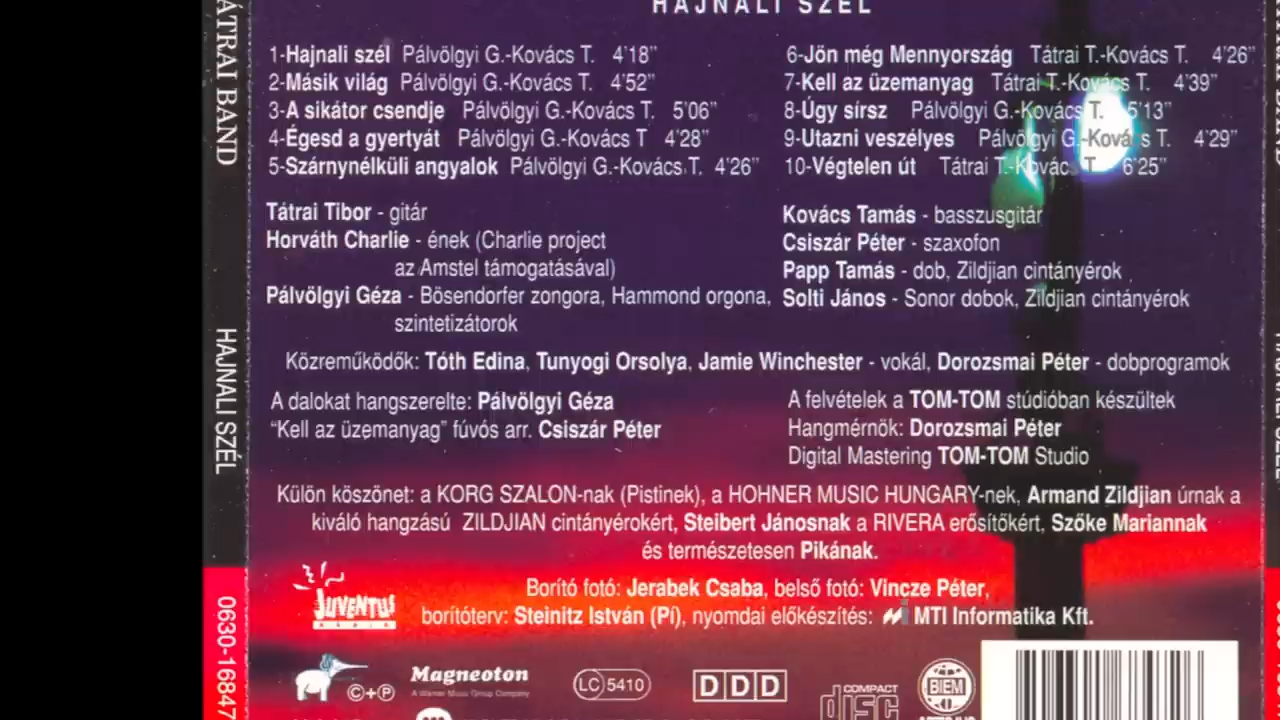 HAJNALI SZÉL
1-Hajnali szél Pálvölgyi G.-Kovács T. 4'18"
2-Másik világ Pálvölgyi G.-Kovács T. 4'52"
3-A sikátor csendje Pálvölgyi G.-Kovács T. 5'06"
4-Égesd a gyertyát Pálvölgyi G.-Kovács T 4'28"
5-Szárnynélküli angyalok Pálvölgyi G.-Kovács.T. 4'26"
6-Jön még Mennyország Tátrai T.-Kovács T. 4'26"
7-Kell az üzemanyag Tátrai T.-Kovács T. 4'39"
8-Úgy sírsz Pálvölgyi G.-Kovács T. 5'13"
9-Utazni veszélyes Pálvölgyi G.-Kovács T. 4'29"
10-Végtelen út Tátrai T.-Kovács T. 6'25"
Tátrai Tibor - gitár
Horváth Charlie - ének (Charlie project
az Amstel támogatásával)
Pálvölgyi Géza - Bösendorfer zongora, Hammond orgona,
szintetizátorok
Kovács Tamás - basszusgitár
Csiszár Péter - szaxofon
Papp Tamás - dob, Zildjian cintányérok
Solti János - Sonor dobok, Zildjian cintányérok
Közreműködők: Tóth Edina, Tunyogi Orsolya, Jamie Winchester - vokál, Dorozsmai Péter - dobprogramok
A dalokat hangszerelte: Pálvölgyi Géza
"Kell az üzemanyag" fúvós arr. Csiszár Péter
A felvételek a TOM-TOM stúdióban készültek
Hangmérnök: Dorozsmai Péter
Digital Mastering TOM-TOM Studio
Külön köszönet: a KORG SZALON-nak (Pistinek), a HOHNER MUSIC HUNGARY-nek, Armand Zildjian úrnak a
kiváló hangzású ZILDJIAN cintányérokért, Steibert Jánosnak a RIVERA erősítőkért, Szőke Mariannak
és természetesen Pikának.
Borító fotó: Jerabek Csaba, belső fotó: Vincze Péter,
borítóterv: Steinitz István (Pi), nyomdai előkészítés: MTI Informatika Kft.
JUVENTUS
RÁDIÓ
©+℗
Magneoton
A Warner Music Group Company
LC 5410
DDD
COMPACT
disc
BIEM
ÁTRAI BAND
HAJNALI SZÉL
0630-16847